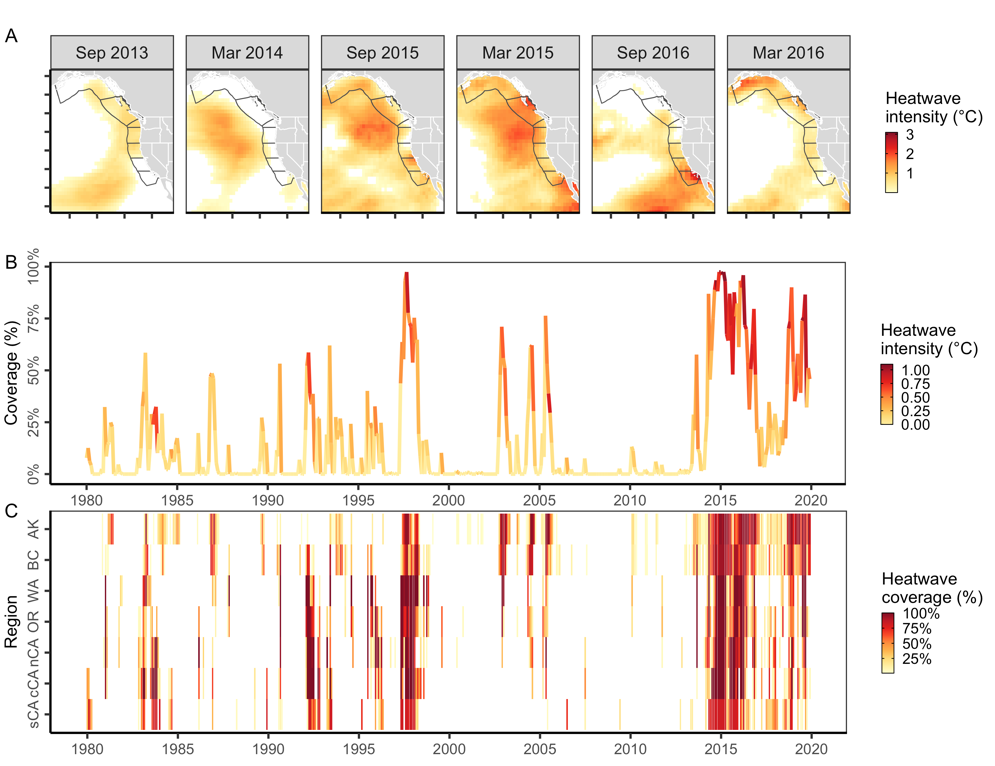 A
Sep 2013
Mar 2014
Sep 2015
Mar 2015
Sep 2016
Mar 2016
Heatwave
intensity (°C)
3
2
1
B
Coverage (%)
100%
75%
50%
25%
0%
1980
1985
1990
1995
2000
2005
2010
2015
2020
Heatwave
intensity (°C)
1.00
0.75
0.50
0.25
0.00
C
Region
AK
BC
WA
OR
nCA
cCA
sCA
1980
1985
1990
1995
2000
2005
2010
2015
2020
Heatwave
coverage (%)
100%
75%
50%
25%